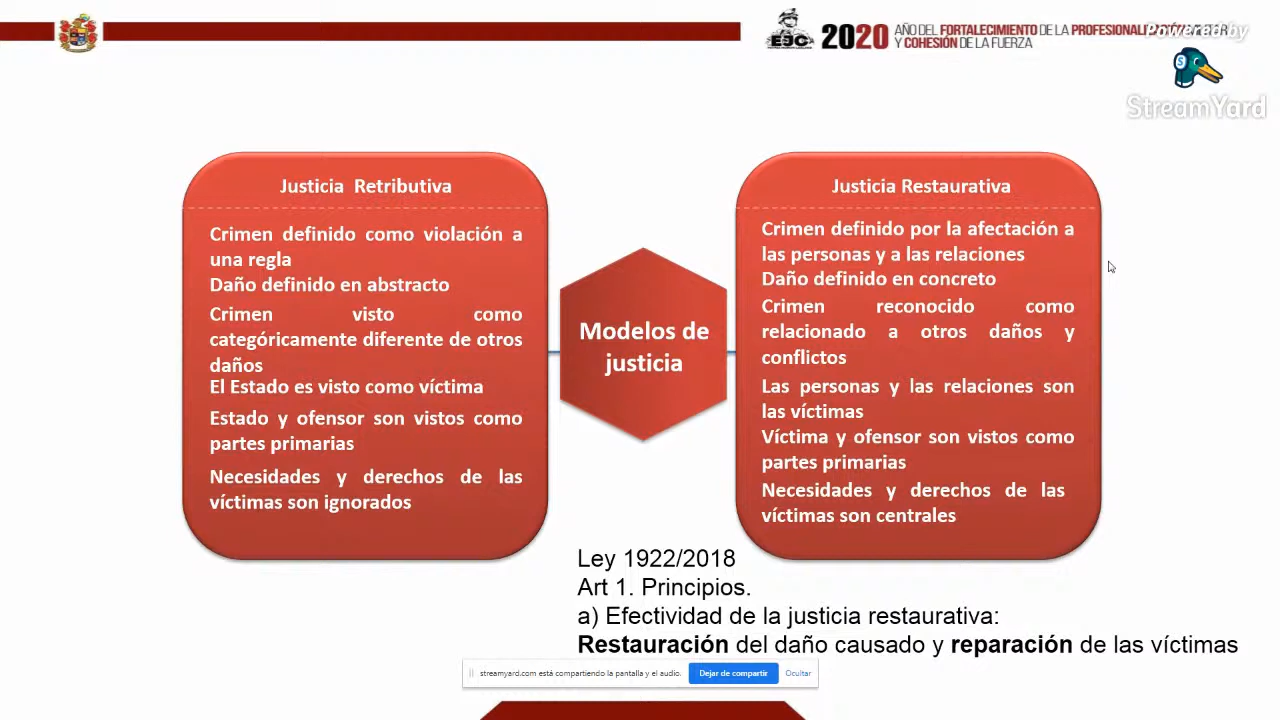 EJC
2020
AÑO DEL FORTALECIMIENTO DE LA
Y COHESIÓN DE LA FUERZA
Powered by
S
StreamYard
Justicia Retributiva
Crimen definido como violación a
una regla
Daño definido en abstracto
Crimen visto como
categóricamente diferente de otros
daños
El Estado es visto como víctima
Estado y ofensor son vistos como
partes primarias
Necesidades y derechos de las
víctimas son ignorados
Modelos de
justicia
Justicia Restaurativa
Crimen definido por la afectación a
las personas y a las relaciones
Daño definido en concreto
Crimen reconocido como
relacionado a otros daños y
conflictos
Las personas y las relaciones son
las víctimas
Víctima y ofensor son vistos como
partes primarias
Necesidades y derechos de las
víctimas son centrales
Ley 1922/2018
Art 1. Principios.
a) Efectividad de la justicia restaurativa:
Restauración del daño causado y reparación de las víctimas
streamyard.com está compartiendo la pantalla y el audio.
Dejar de compartir
Ocultar